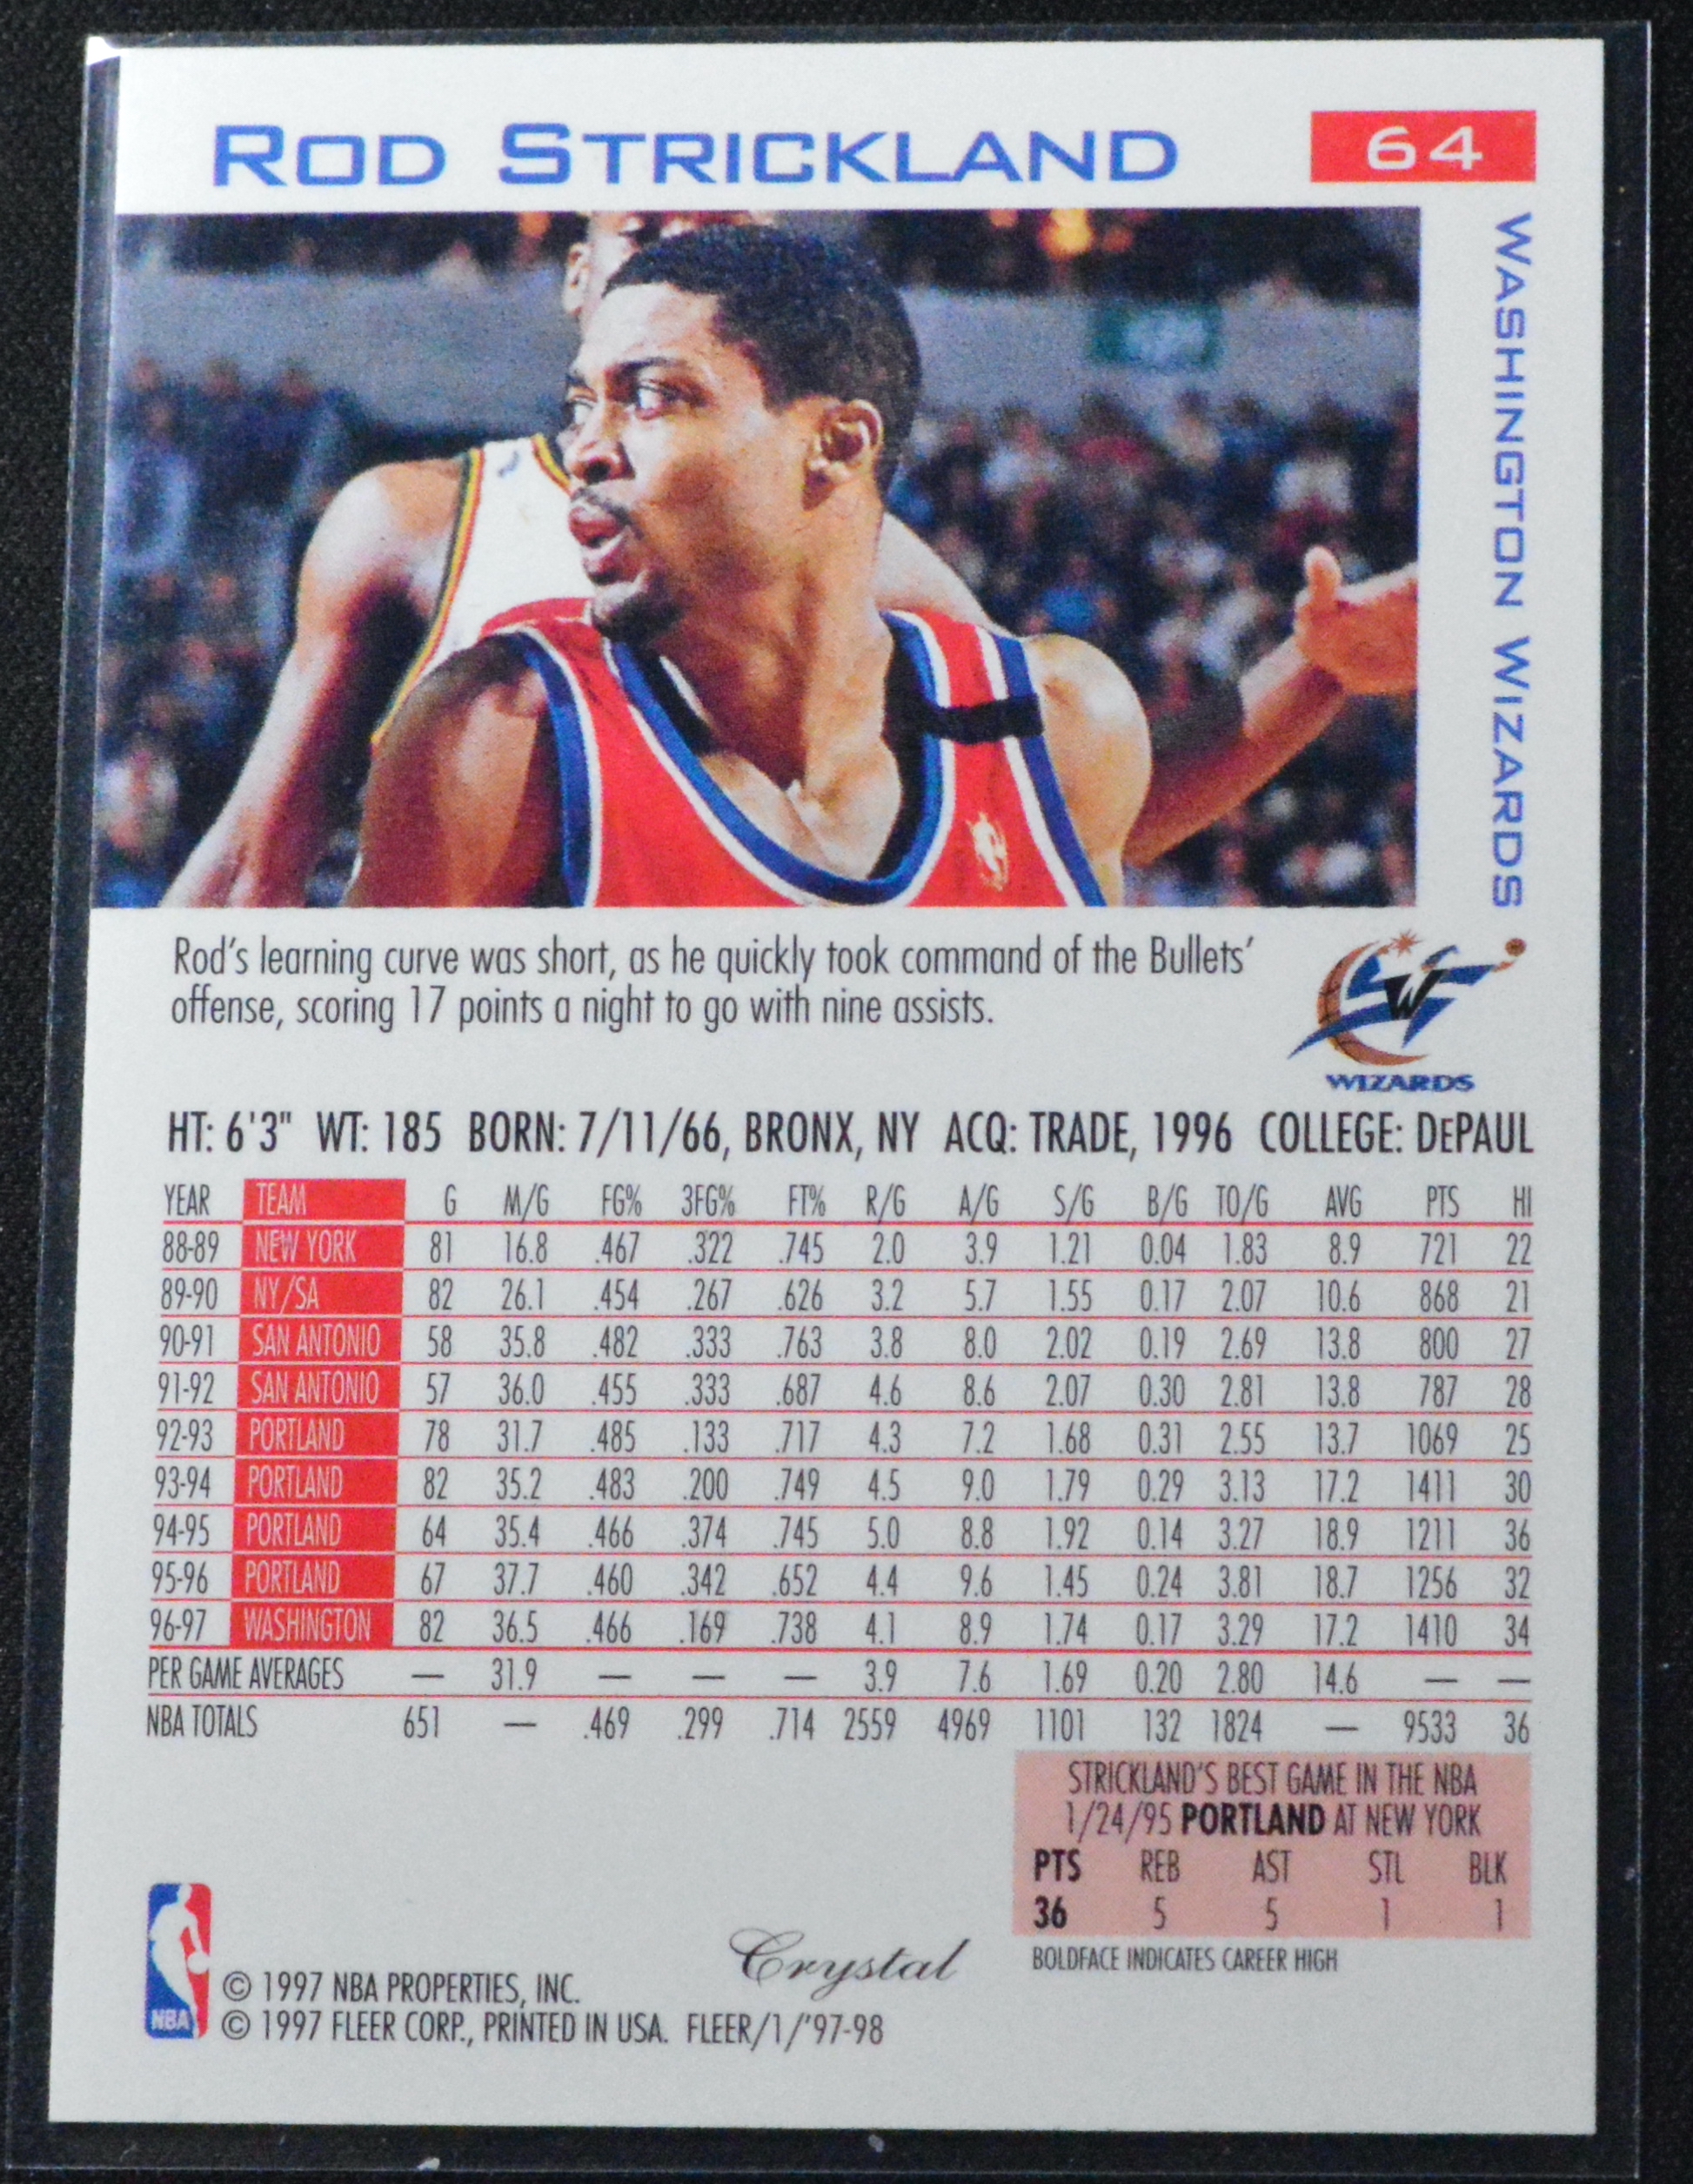 ROD STRICKLAND 64
WASHINGTON WIZARDS
Rod's learning curve was short, as he quickly took command of the Bullets'
offense, scoring 17 points a night to go with nine assists.
W
WIZARDS
HT: 6'3" WT: 185 BORN: 7/11/66, BRONX, NY ACQ: TRADE, 1996 COLLEGE: DEPAUL
YEAR TEAM G M/G FG% 3FG% FT% R/G A/G S/G B/G TO/G AVG PTS HI
88-89 NEW YORK 81 16.8 .467 .322 .745 2.0 3.9 1.21 0.04 1.83 8.9 721 22
89-90 NY/SA 82 26.1 .454 .267 .626 3.2 5.7 1.55 0.17 2.07 10.6 868 21
90-91 SAN ANTONIO 58 35.8 .482 .333 .763 3.8 8.0 2.02 0.19 2.69 13.8 800 27
91-92 SAN ANTONIO 57 36.0 .455 .333 .687 4.6 8.6 2.07 0.30 2.81 13.8 787 28
92-93 PORTLAND 78 31.7 .485 .133 .717 4.3 7.2 1.68 0.31 2.55 13.7 1069 25
93-94 PORTLAND 82 35.2 .483 .200 .749 4.5 9.0 1.79 0.29 3.13 17.2 1411 30
94-95 PORTLAND 64 35.4 .466 .374 .745 5.0 8.8 1.92 0.14 3.27 18.9 1211 36
95-96 PORTLAND 67 37.7 .460 .342 .652 4.4 9.6 1.45 0.24 3.81 18.7 1256 32
96-97 WASHINGTON 82 36.5 .466 .169 .738 4.1 8.9 1.74 0.17 3.29 17.2 1410 34
PER GAME AVERAGES — 31.9 — — — 3.9 7.6 1.69 0.20 2.80 14.6 — —
NBA TOTALS 651 — .469 .299 .714 2559 4969 1101 132 1824 — 9533 36
STRICKLAND'S BEST GAME IN THE NBA
1/24/95 PORTLAND AT NEW YORK
PTS REB AST STL BLK
36 5 5 1 1
BOLDFACE INDICATES CAREER HIGH
Crystal
NBA
© 1997 NBA PROPERTIES, INC.
© 1997 FLEER CORP., PRINTED IN USA. FLEER/1/'97-98